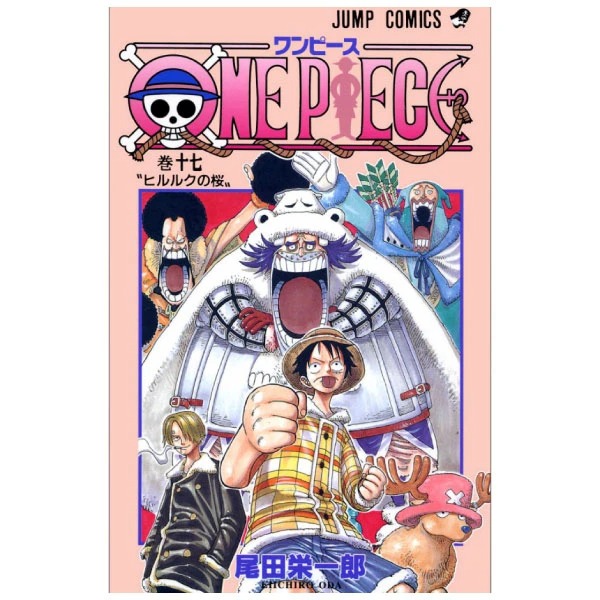 JUMP COMICS
ワンピース
ONE PIECE
巻十七
〝ヒルルクの桜〟
尾田栄一郎
EIICHIRO ODA